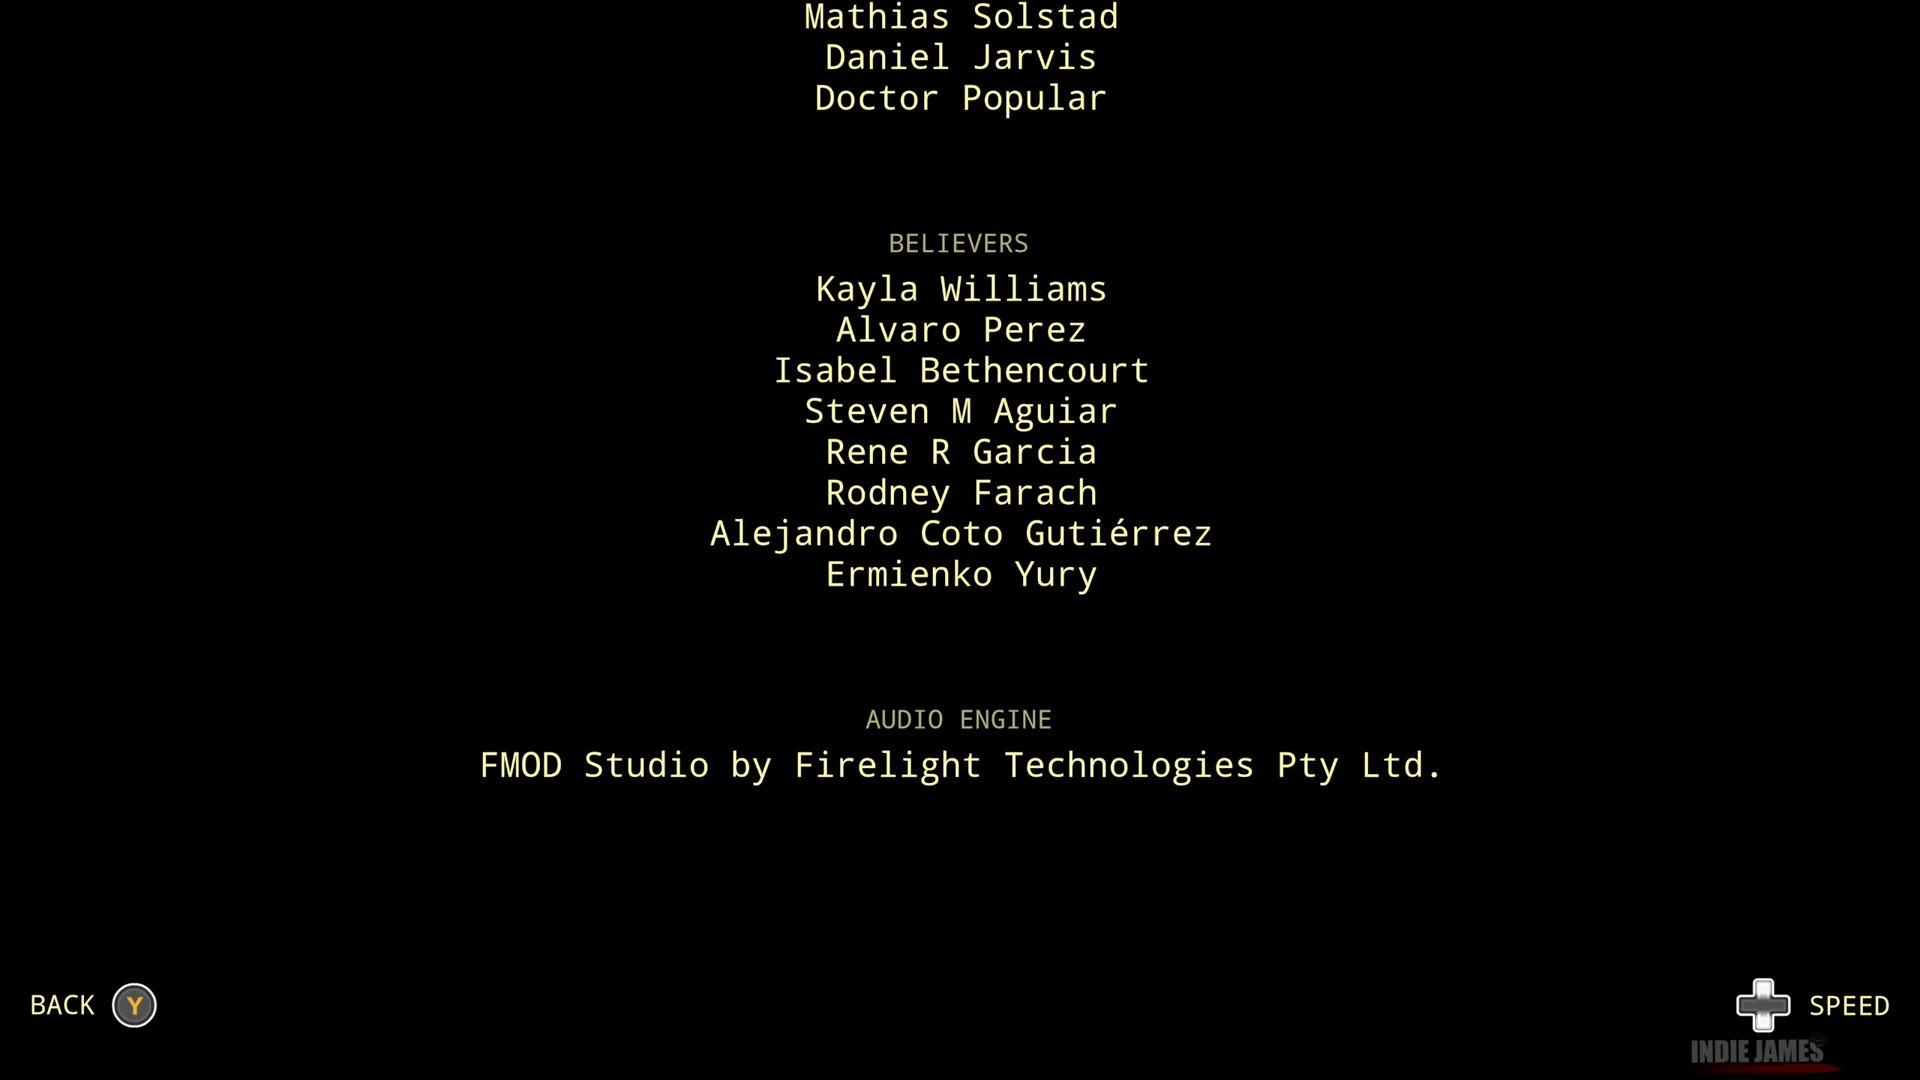 Mathias Solstad
Daniel Jarvis
Doctor Popular
BELIEVERS
Kayla Williams
Alvaro Perez
Isabel Bethencourt
Steven M Aguiar
Rene R Garcia
Rodney Farach
Alejandro Coto Gutiérrez
Ermienko Yury
AUDIO ENGINE
FMOD Studio by Firelight Technologies Pty Ltd.
BACK Y
SPEED
INDIE JAMES